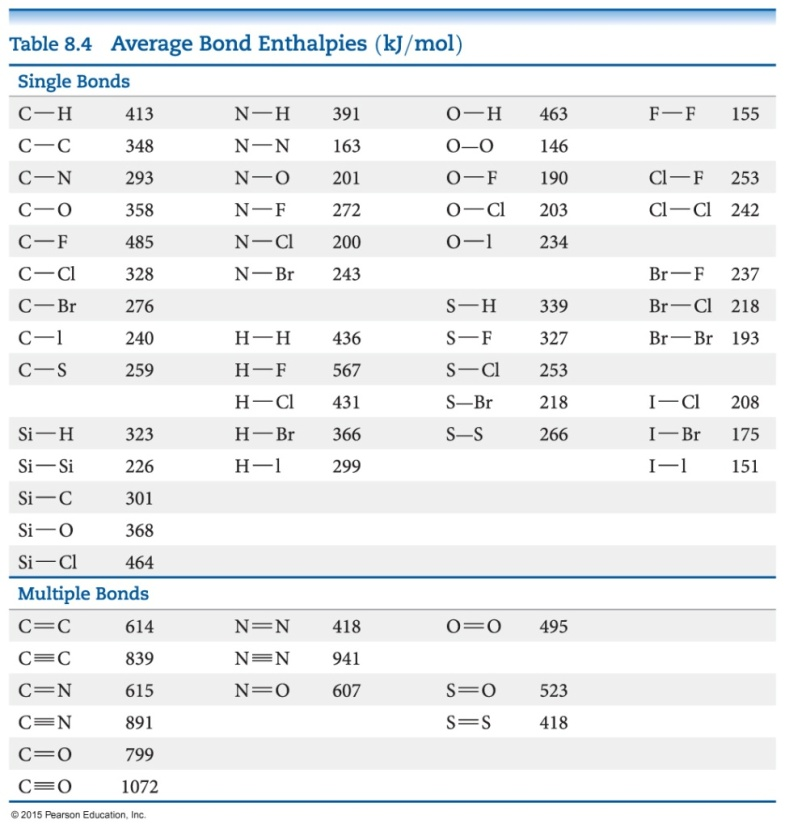 Table 8.4 Average Bond Enthalpies (kJ/mol)
Single Bonds
C—H 413 N—H 391 O—H 463 F—F 155
C—C 348 N—N 163 O—O 146
C—N 293 N—O 201 O—F 190 Cl—F 253
C—O 358 N—F 272 O—Cl 203 Cl—Cl 242
C—F 485 N—Cl 200 O—l 234
C—Cl 328 N—Br 243 Br—F 237
C—Br 276 S—H 339 Br—Cl 218
C—l 240 H—H 436 S—F 327 Br—Br 193
C—S 259 H—F 567 S—Cl 253
H—Cl 431 S—Br 218 I—Cl 208
Si—H 323 H—Br 366 S—S 266 I—Br 175
Si—Si 226 H—l 299 I—l 151
Si—C 301
Si—O 368
Si—Cl 464
Multiple Bonds
C=C 614 N=N 418 O=O 495
C≡C 839 N≡N 941
C=N 615 N=O 607 S=O 523
C≡N 891 S=S 418
C=O 799
C≡O 1072
© 2015 Pearson Education, Inc.